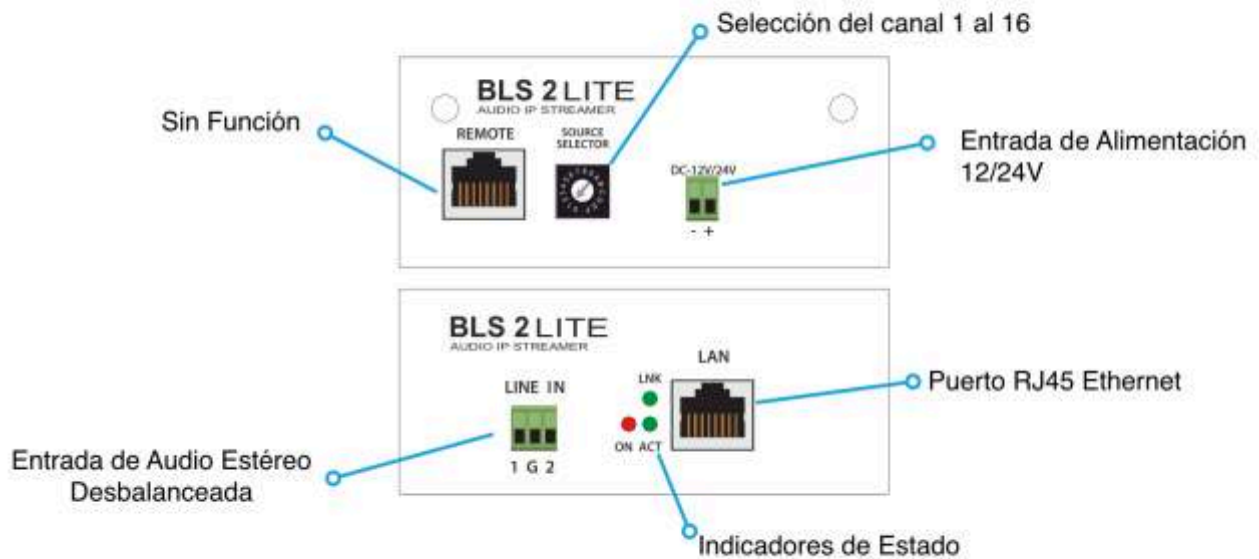 Selección del canal 1 al 16
BLS 2 LITE
AUDIO IP STREAMER
Sin Función
REMOTE
SOURCE
SELECTOR
DC-12V/24V
- +
Entrada de Alimentación
12/24V
BLS 2 LITE
AUDIO IP STREAMER
LAN
LINE IN
LNK
ON ACT
1 G 2
Puerto RJ45 Ethernet
Entrada de Audio Estéreo
Desbalanceada
Indicadores de Estado